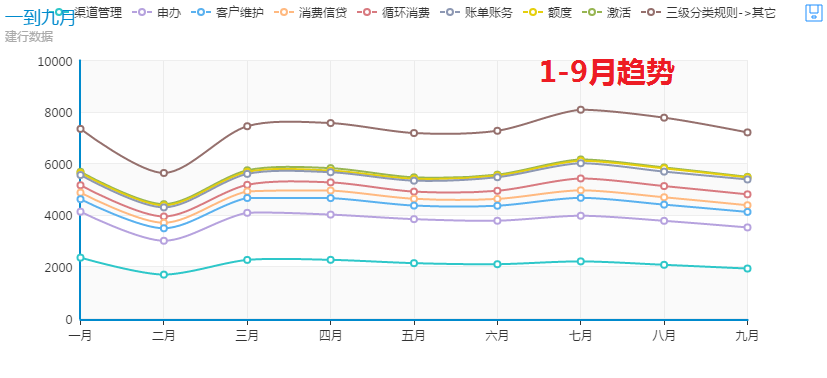 一到九月
建行数据
渠道管理 申办 客户维护 消费信贷 循环消费 账单账务 额度 激活 三级分类规则->其它
1-9月趋势
10000
8000
6000
4000
2000
0
一月 二月 三月 四月 五月 六月 七月 八月 九月